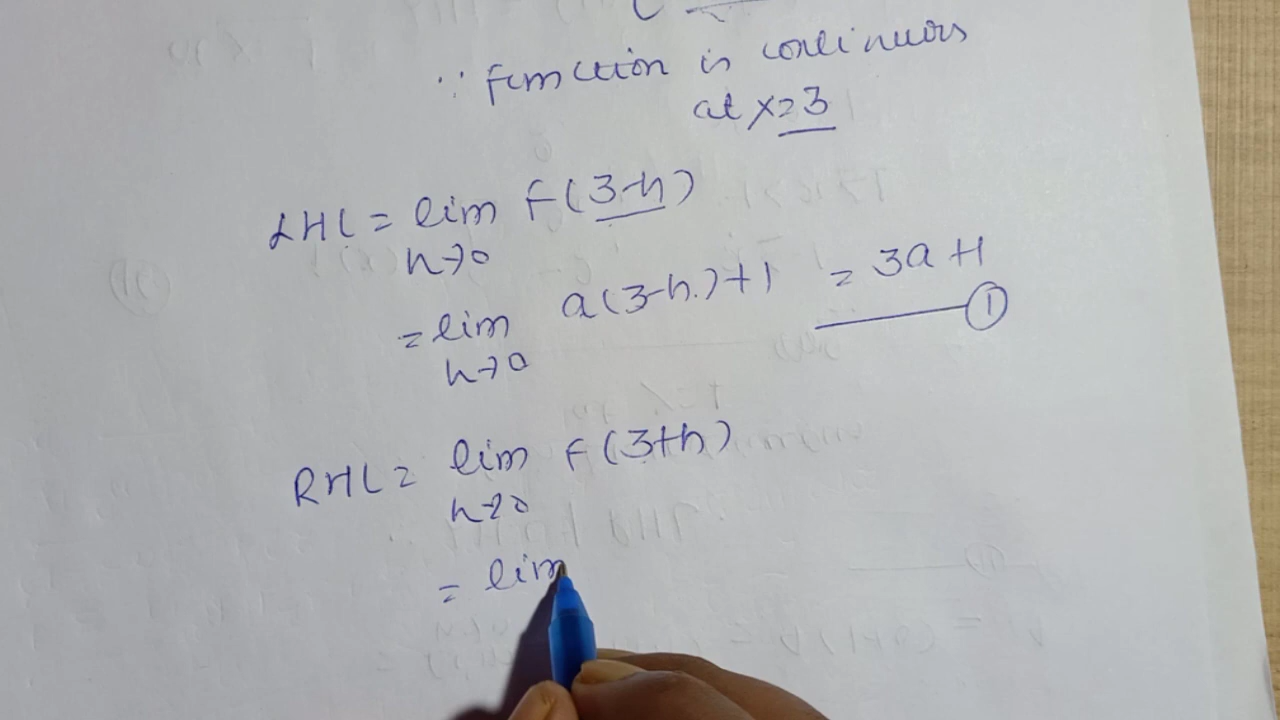 ∵ function is continuous
at x=3
LHL = lim f(3-h)
h→0
= lim a(3-h)+1 = 3a+1 ①
h→0
RHL = lim f(3+h)
h→0
= lim